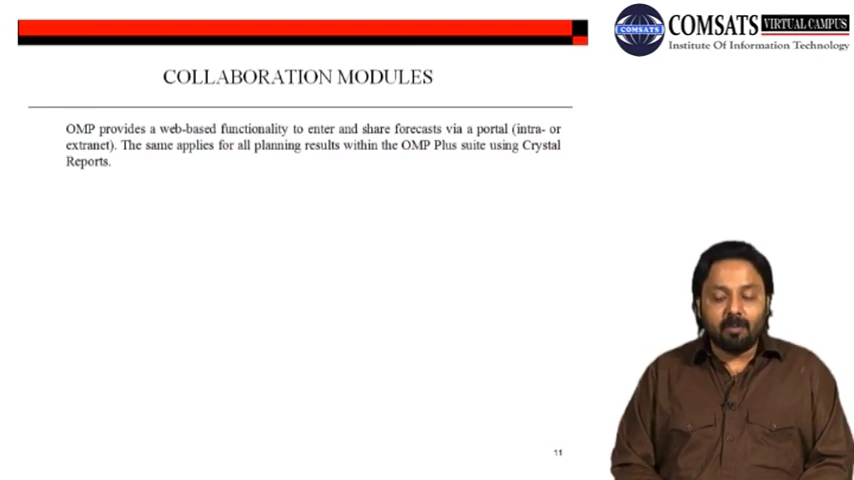 COMSATS
COMSATS VIRTUAL CAMPUS
Institute Of Information Technology
COLLABORATION MODULES
OMP provides a web-based functionality to enter and share forecasts via a portal (intra- or
extranet). The same applies for all planning results within the OMP Plus suite using Crystal
Reports.
11